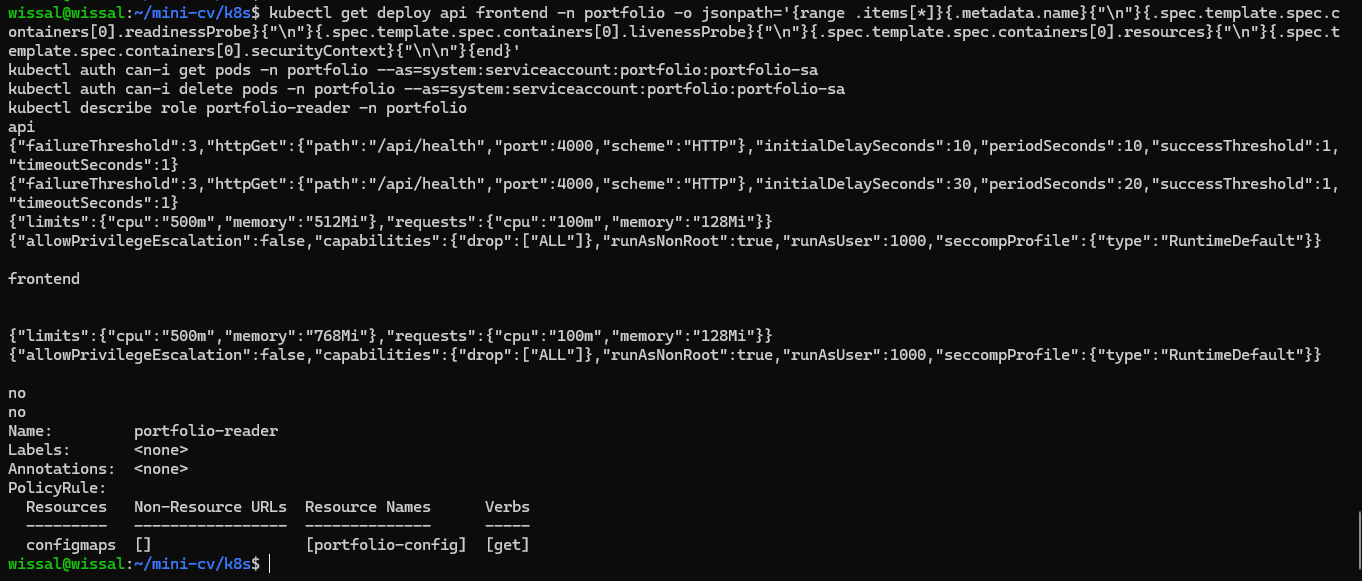 wissal@wissal:~/mini-cv/k8s$ kubectl get deploy api frontend -n portfolio -o jsonpath='{range .items[*]}{.metadata.name}{"\n"}{.spec.template.spec.c
ontainers[0].readinessProbe}{"\n"}{.spec.template.spec.containers[0].livenessProbe}{"\n"}{.spec.template.spec.containers[0].resources}{"\n"}{.spec.t
emplate.spec.containers[0].securityContext}{"\n\n"}{end}'
kubectl auth can-i get pods -n portfolio --as=system:serviceaccount:portfolio:portfolio-sa
kubectl auth can-i delete pods -n portfolio --as=system:serviceaccount:portfolio:portfolio-sa
kubectl describe role portfolio-reader -n portfolio
api
{"failureThreshold":3,"httpGet":{"path":"/api/health","port":4000,"scheme":"HTTP"},"initialDelaySeconds":10,"periodSeconds":10,"successThreshold":1,
"timeoutSeconds":1}
{"failureThreshold":3,"httpGet":{"path":"/api/health","port":4000,"scheme":"HTTP"},"initialDelaySeconds":30,"periodSeconds":20,"successThreshold":1,
"timeoutSeconds":1}
{"limits":{"cpu":"500m","memory":"512Mi"},"requests":{"cpu":"100m","memory":"128Mi"}}
{"allowPrivilegeEscalation":false,"capabilities":{"drop":["ALL"]},"runAsNonRoot":true,"runAsUser":1000,"seccompProfile":{"type":"RuntimeDefault"}}
frontend
{"limits":{"cpu":"500m","memory":"768Mi"},"requests":{"cpu":"100m","memory":"128Mi"}}
{"allowPrivilegeEscalation":false,"capabilities":{"drop":["ALL"]},"runAsNonRoot":true,"runAsUser":1000,"seccompProfile":{"type":"RuntimeDefault"}}
no
no
Name:         portfolio-reader
Labels:       <none>
Annotations:  <none>
PolicyRule:
  Resources   Non-Resource URLs  Resource Names      Verbs
  ---------   -----------------  --------------      -----
  configmaps  []                 [portfolio-config]  [get]
wissal@wissal:~/mini-cv/k8s$